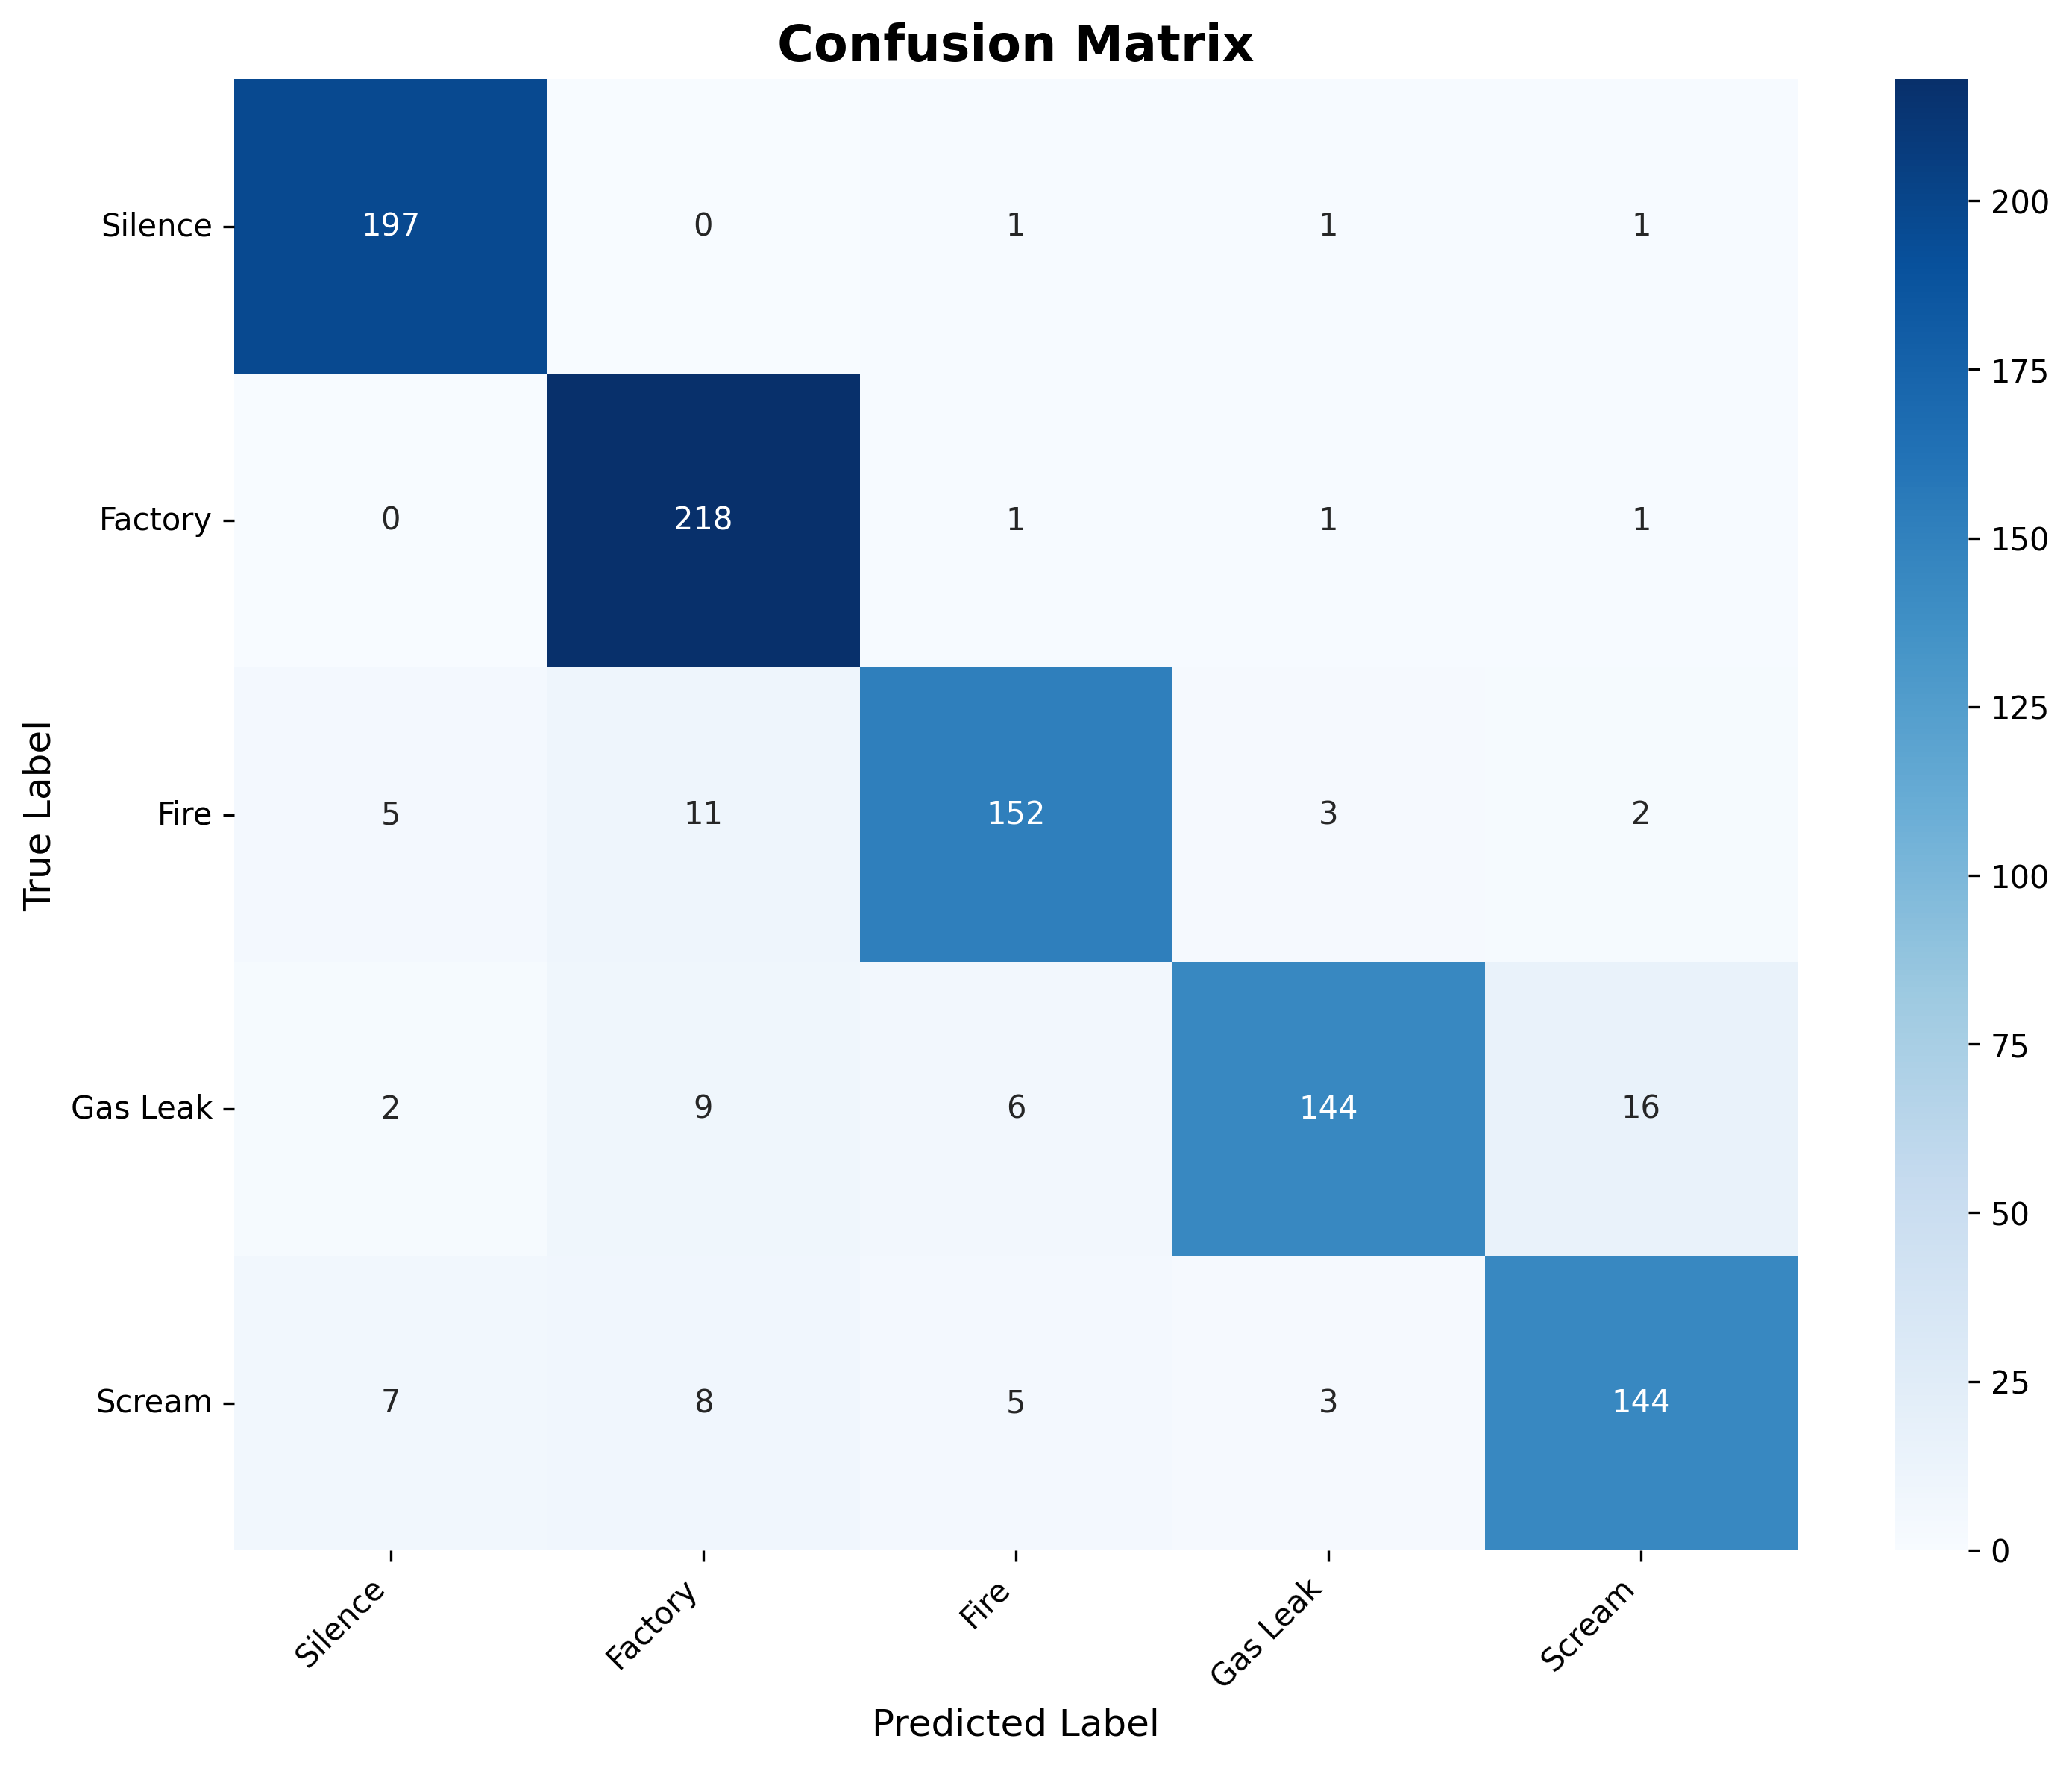 Confusion Matrix
Silence 197 0 1 1 1
Factory 0 218 1 1 1
Fire 5 11 152 3 2
Gas Leak 2 9 6 144 16
Scream 7 8 5 3 144
Silence Factory Fire Gas Leak Scream
Predicted Label
True Label
200
175
150
125
100
75
50
25
0